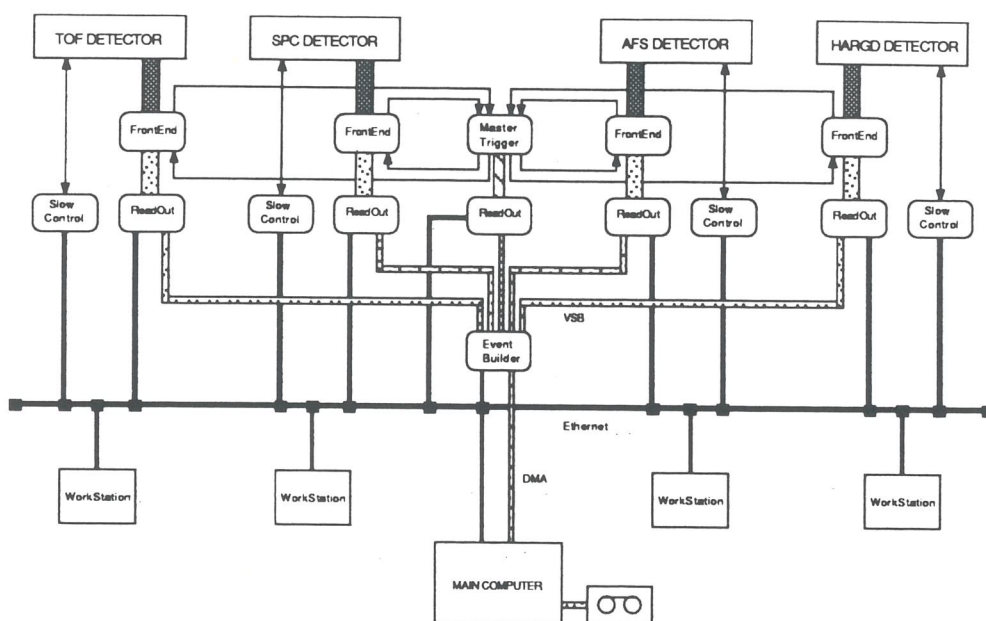 TOF DETECTOR
SPC DETECTOR
AFS DETECTOR
HARGD DETECTOR
FrontEnd
FrontEnd
Master
Trigger
FrontEnd
FrontEnd
Slow
Control
ReadOut
Slow
Control
ReadOut
ReadOut
ReadOut
Slow
Control
ReadOut
Slow
Control
VSB
Event
Builder
Ethernet
WorkStation
WorkStation
DMA
WorkStation
WorkStation
MAIN COMPUTER